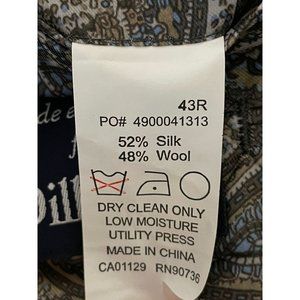 43R
PO# 4900041313
52% Silk
48% Wool
DRY CLEAN ONLY
LOW MOISTURE
UTILITY PRESS
MADE IN CHINA
CA01129 RN90736